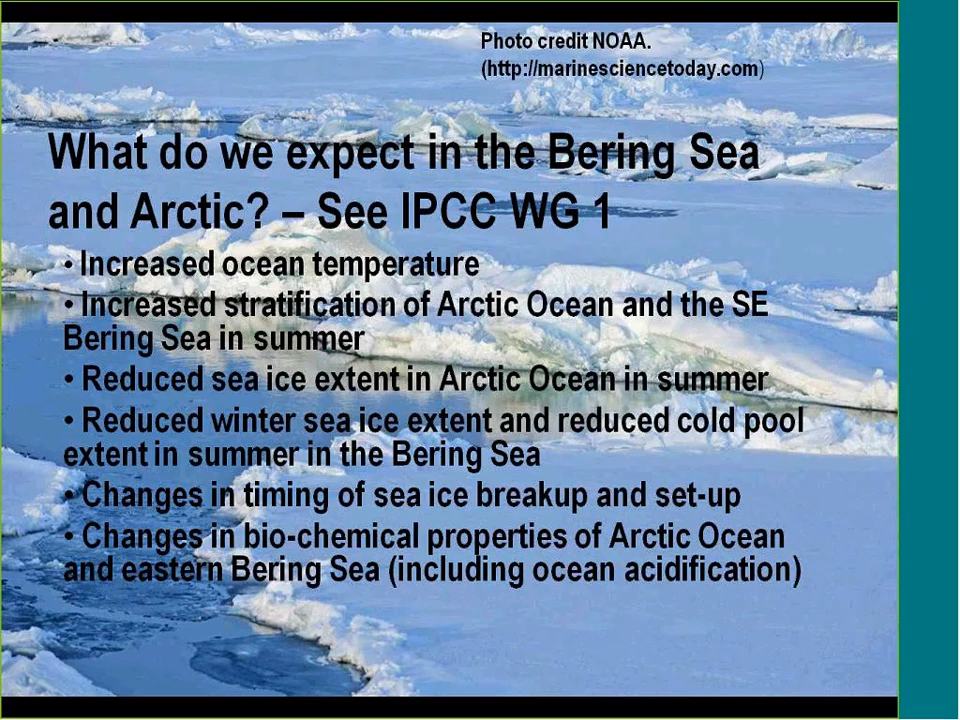 Photo credit NOAA.
(http://marinesciencetoday.com)
What do we expect in the Bering Sea
and Arctic? – See IPCC WG 1
• Increased ocean temperature
• Increased stratification of Arctic Ocean and the SE
Bering Sea in summer
• Reduced sea ice extent in Arctic Ocean in summer
• Reduced winter sea ice extent and reduced cold pool
extent in summer in the Bering Sea
• Changes in timing of sea ice breakup and set-up
• Changes in bio-chemical properties of Arctic Ocean
and eastern Bering Sea (including ocean acidification)